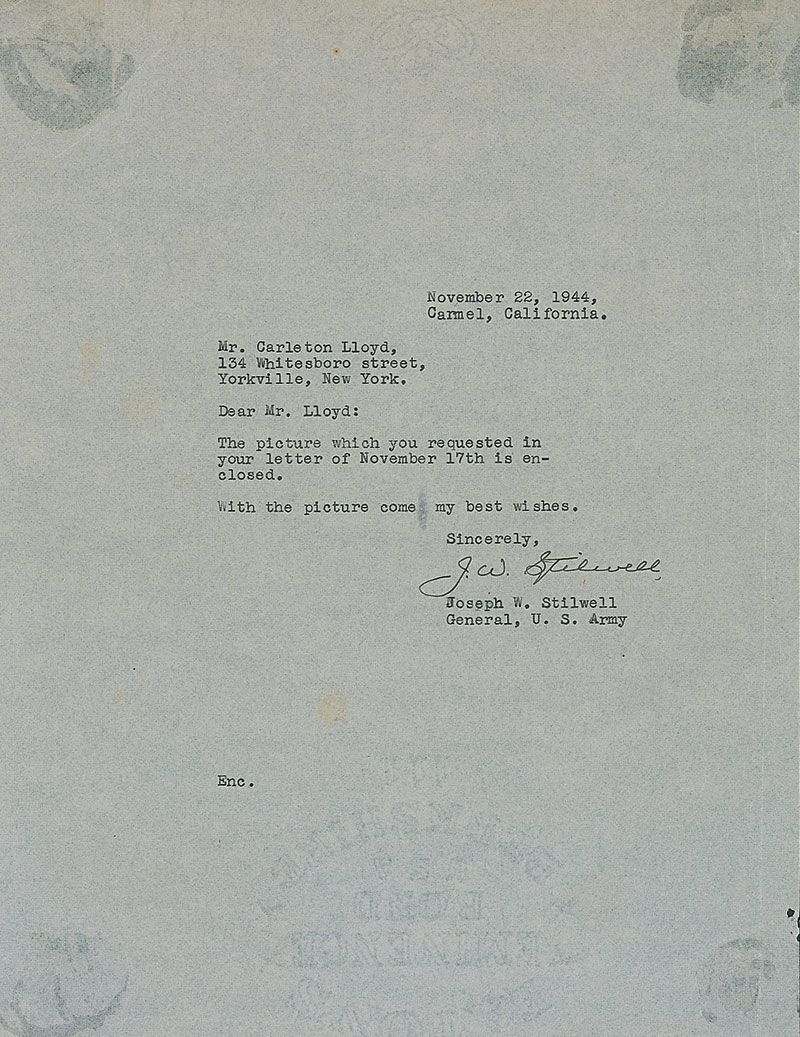 November 22, 1944,
Carmel, California.
Mr. Carleton Lloyd,
134 Whitesboro street,
Yorkville, New York.
Dear Mr. Lloyd:
The picture which you requested in
your letter of November 17th is en-
closed.
With the picture come my best wishes.
Sincerely,
J.W. Stilwell
Joseph W. Stilwell
General, U. S. Army
Enc.